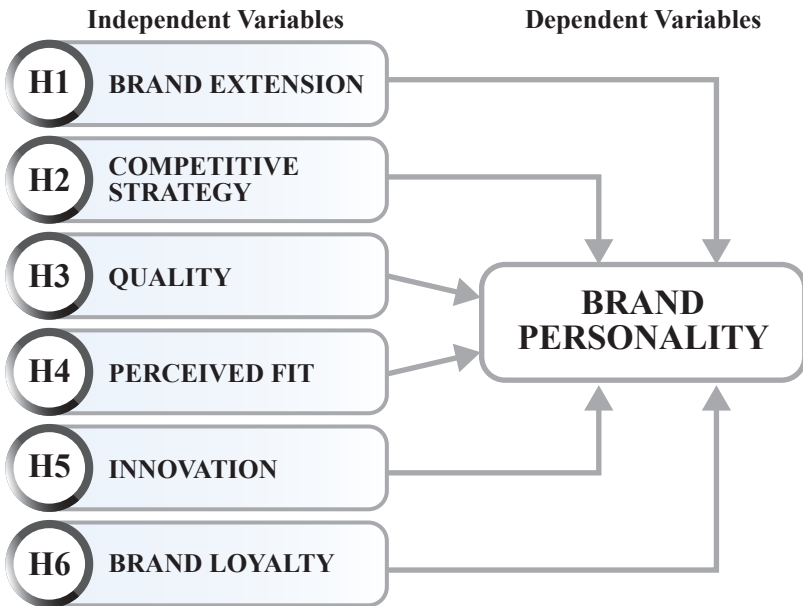 Independent Variables
Dependent Variables
H1 BRAND EXTENSION
H2 COMPETITIVE
STRATEGY
H3 QUALITY
H4 PERCEIVED FIT
H5 INNOVATION
H6 BRAND LOYALTY
BRAND
PERSONALITY